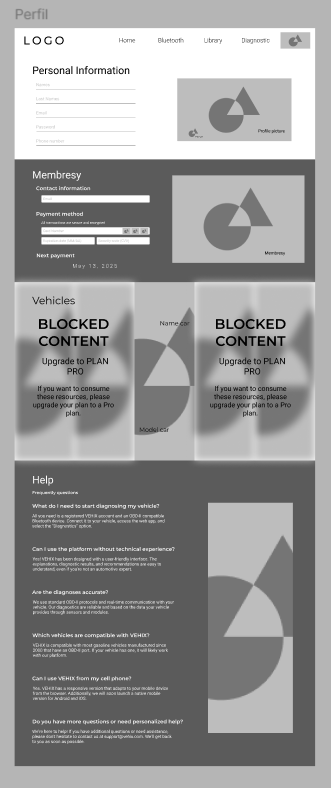 Perfil
LOGO
Home
Bluetooth
Library
Diagnostic
Personal Information
Name
Last name
Email
Password
Phone number
Profile picture
Membresy
Contact information
Email
Payment method
All transactions are secure and encrypted
Next payment
May 15, 2025
Membresy
Vehicles
BLOCKED
CONTENT
Upgrade to PLAN
PRO
If you want to consume
these resources, please
upgrade your plan to a Pro
plan.
Name car
Model car
BLOCKED
CONTENT
Upgrade to PLAN
PRO
If you want to consume
these resources, please
upgrade your plan to a Pro
plan.
Help
Frequently questions
What do I need to start diagnosing my vehicle?
All you need is a registered VEHIX account and an OBD-II compatible
Bluetooth device. Connect it to your vehicle, access the web app, and
select the "Diagnostics" option.
Can I use the platform without technical experience?
Yes! VEHIX has been designed with a user-friendly interface. The
explanations, diagnostic results, and recommendations are easy to
understand, even if you're not an automotive expert.
Are the diagnoses accurate?
We use standard OBD-II protocols and real-time communication with your
vehicle. Our diagnostics are reliable and based on the data your vehicle
provides through sensors and modules.
Which vehicles are compatible with VEHIX?
VEHIX is compatible with most gasoline vehicles manufactured since
2000 that have an OBD-II port. If your vehicle has one, it will likely work
with our platform.
Can I use VEHIX from my cell phone?
Yes. VEHIX has a responsive version that adapts to your mobile device
from the browser. Additionally, we will soon launch a native mobile
version for Android and iOS.
Do you have more questions or need personalized help?
We're here to help! If you have additional questions or need assistance,
please don't hesitate to contact us at support@vehix.com. We'll get back
to you as soon as possible.